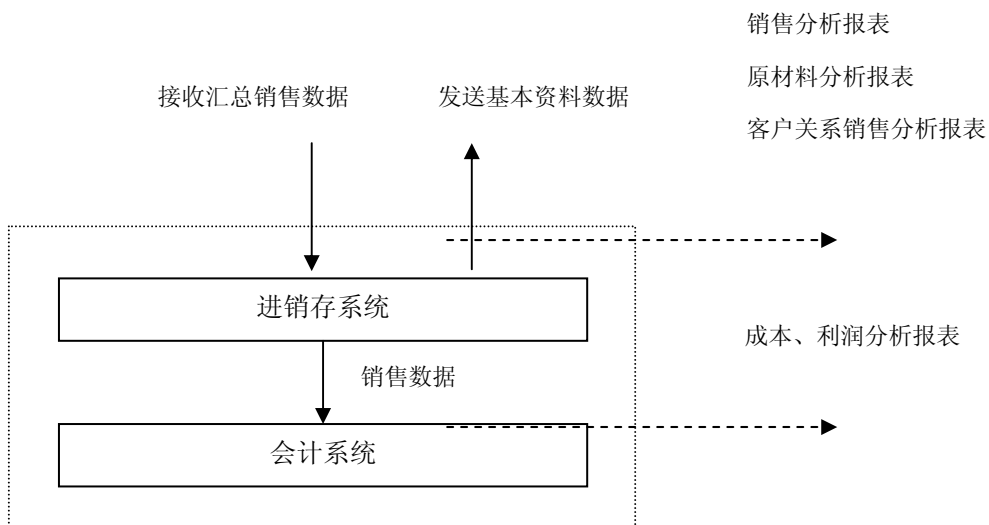 销售分析报表
原材料分析报表
接收汇总销售数据
发送基本资料数据
客户关系销售分析报表
进销存系统
成本、利润分析报表
销售数据
会计系统